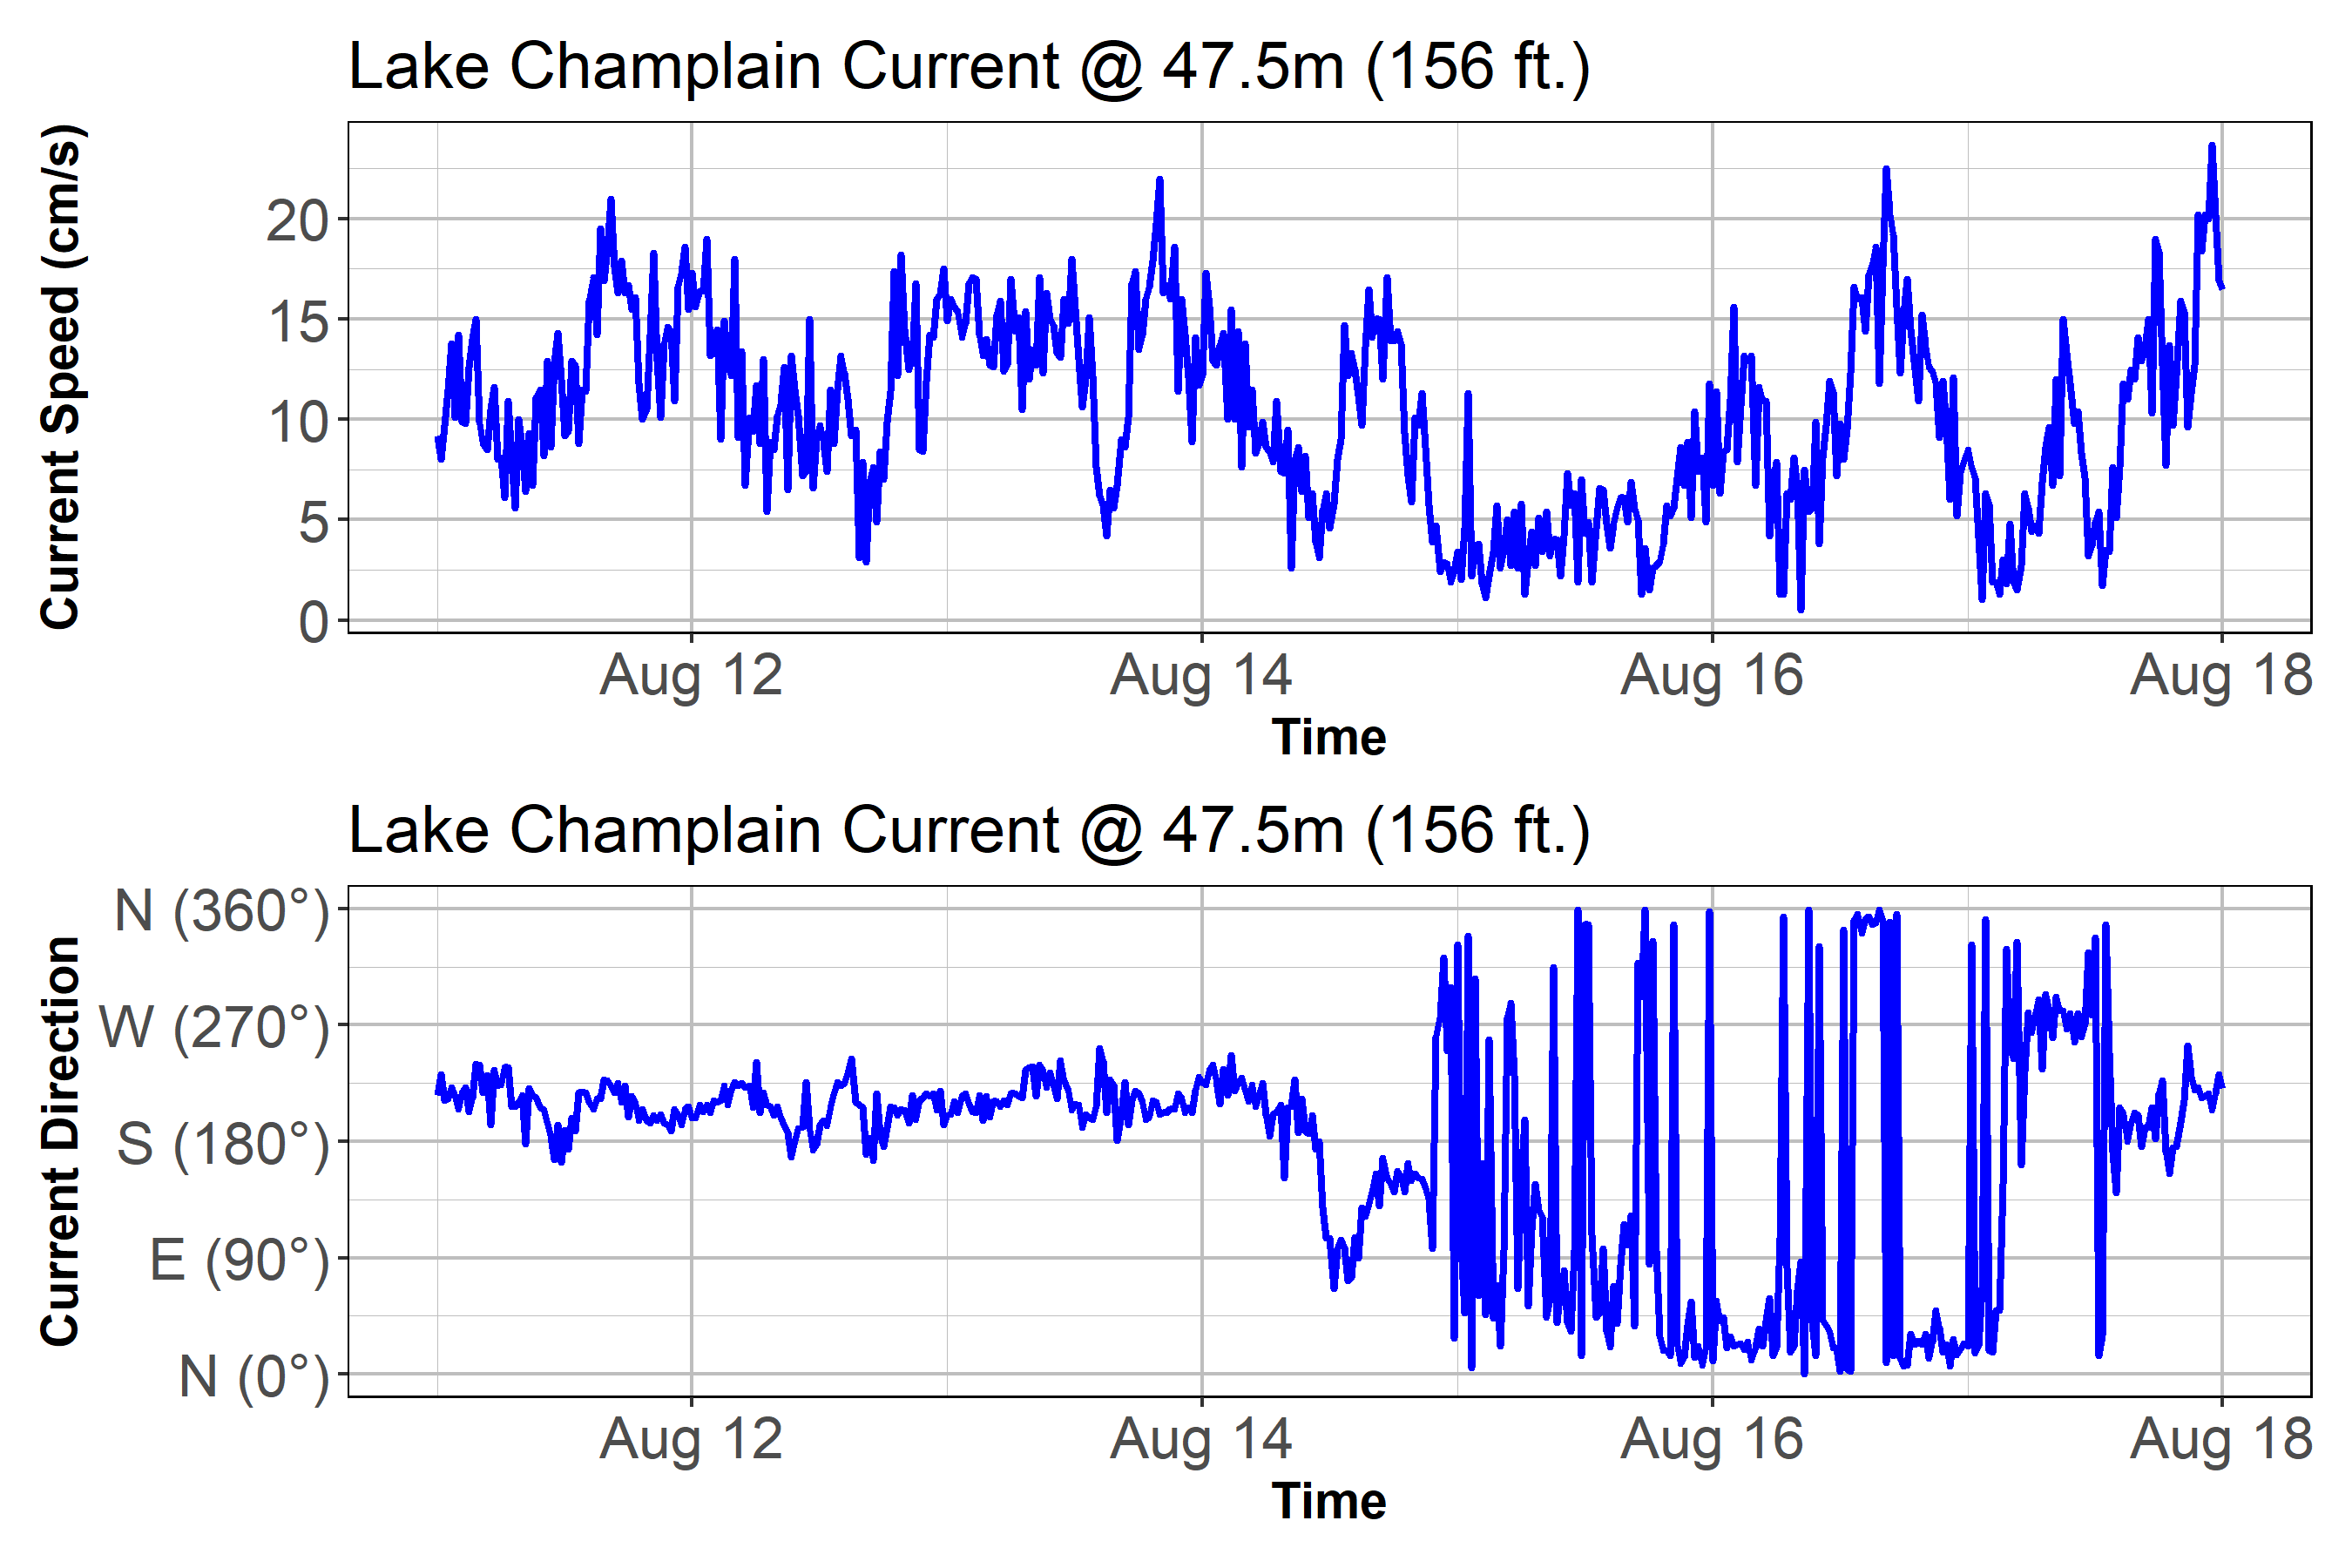 Lake Champlain Current @ 47.5m (156 ft.)
Current Speed (cm/s)
20
15
10
5
0
Aug 12 Aug 14 Aug 16 Aug 18
Time
Lake Champlain Current @ 47.5m (156 ft.)
Current Direction
N (360°)
W (270°)
S (180°)
E (90°)
N (0°)
Aug 12 Aug 14 Aug 16 Aug 18
Time